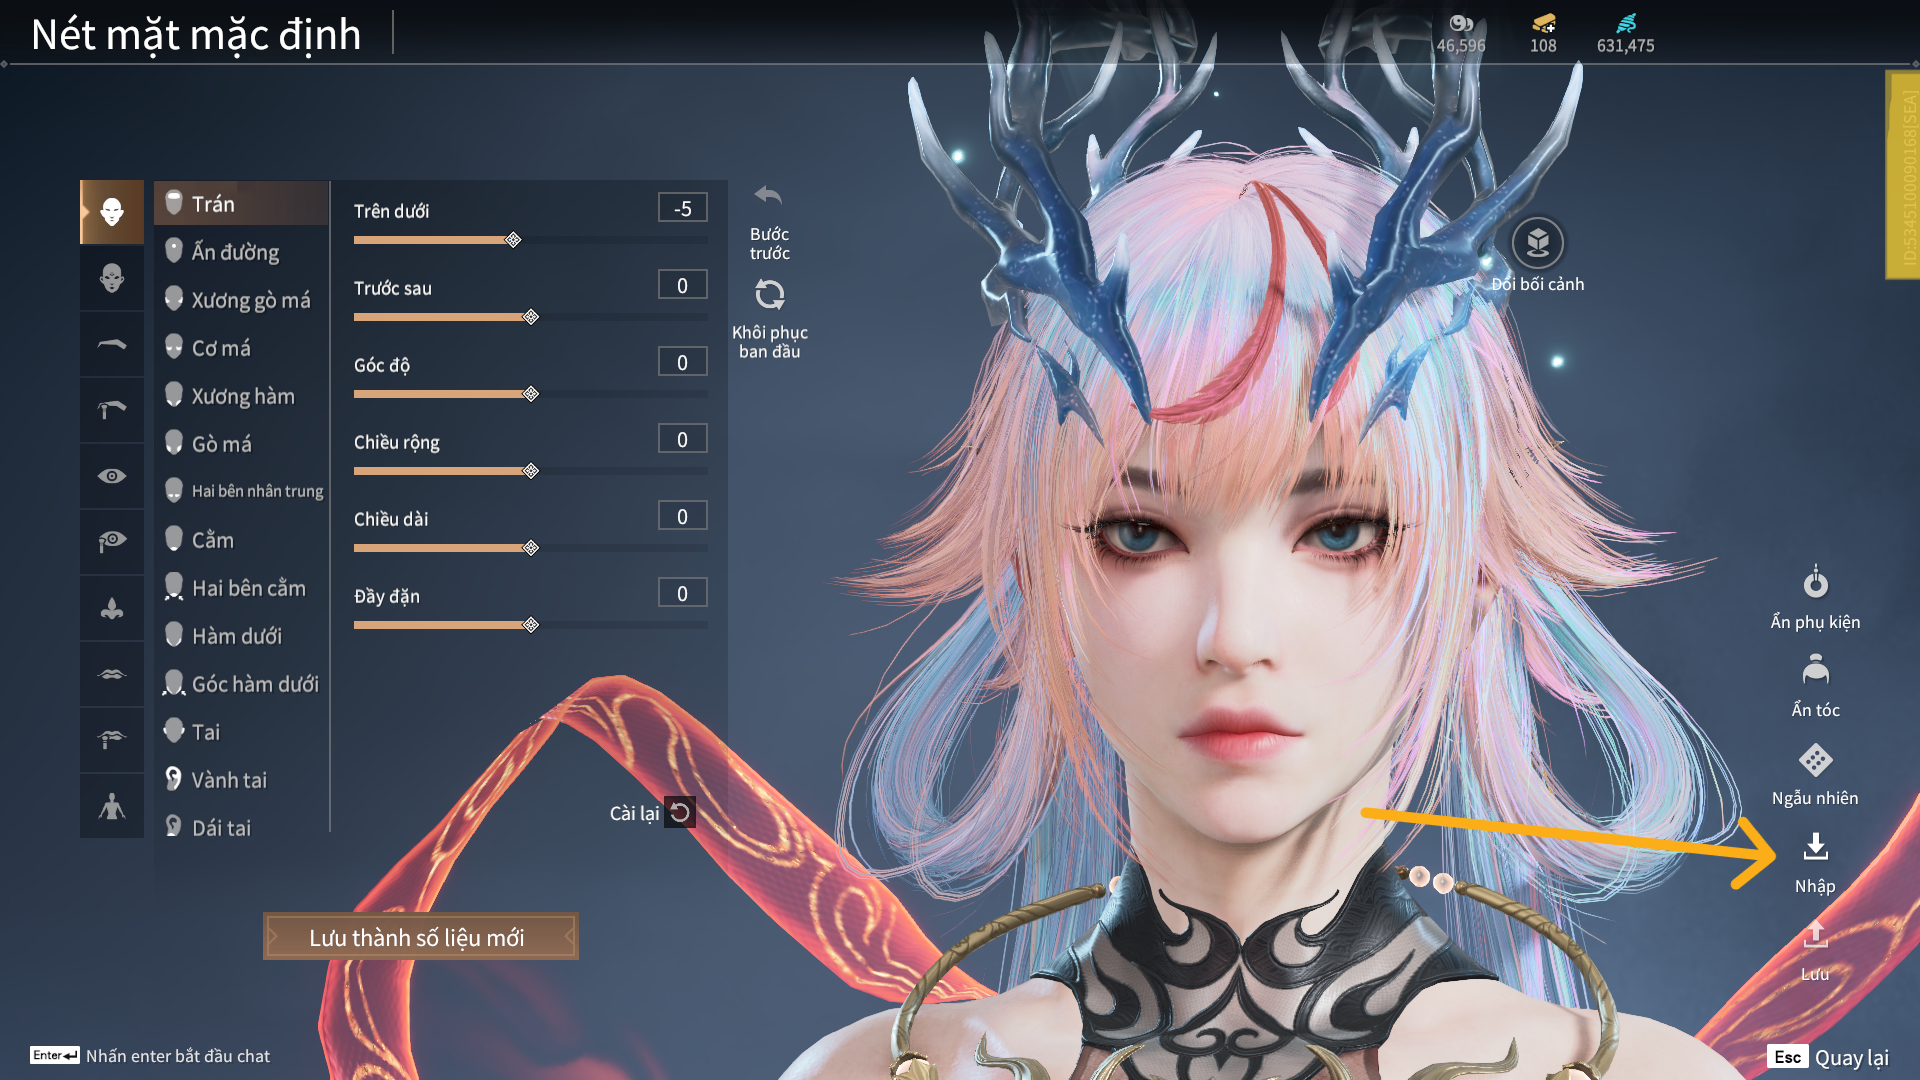 Nét mặt mặc định
46,596
108
631,475
ID:5345100090168[SEA]
Trán
Ấn đường
Xương gò má
Cơ má
Xương hàm
Gò má
Hai bên nhân trung
Cằm
Hai bên cằm
Hàm dưới
Góc hàm dưới
Tai
Vành tai
Dái tai
Trên dưới
-5
Trước sau
0
Góc độ
0
Chiều rộng
0
Chiều dài
0
Đầy đặn
0
Bước
trước
Khôi phục
ban đầu
Cài lại
Lưu thành số liệu mới
Đổi bối cảnh
Ẩn phụ kiện
Ẩn tóc
Ngẫu nhiên
Nhập
Lưu
Enter Nhấn enter bắt đầu chat
Esc Quay lại